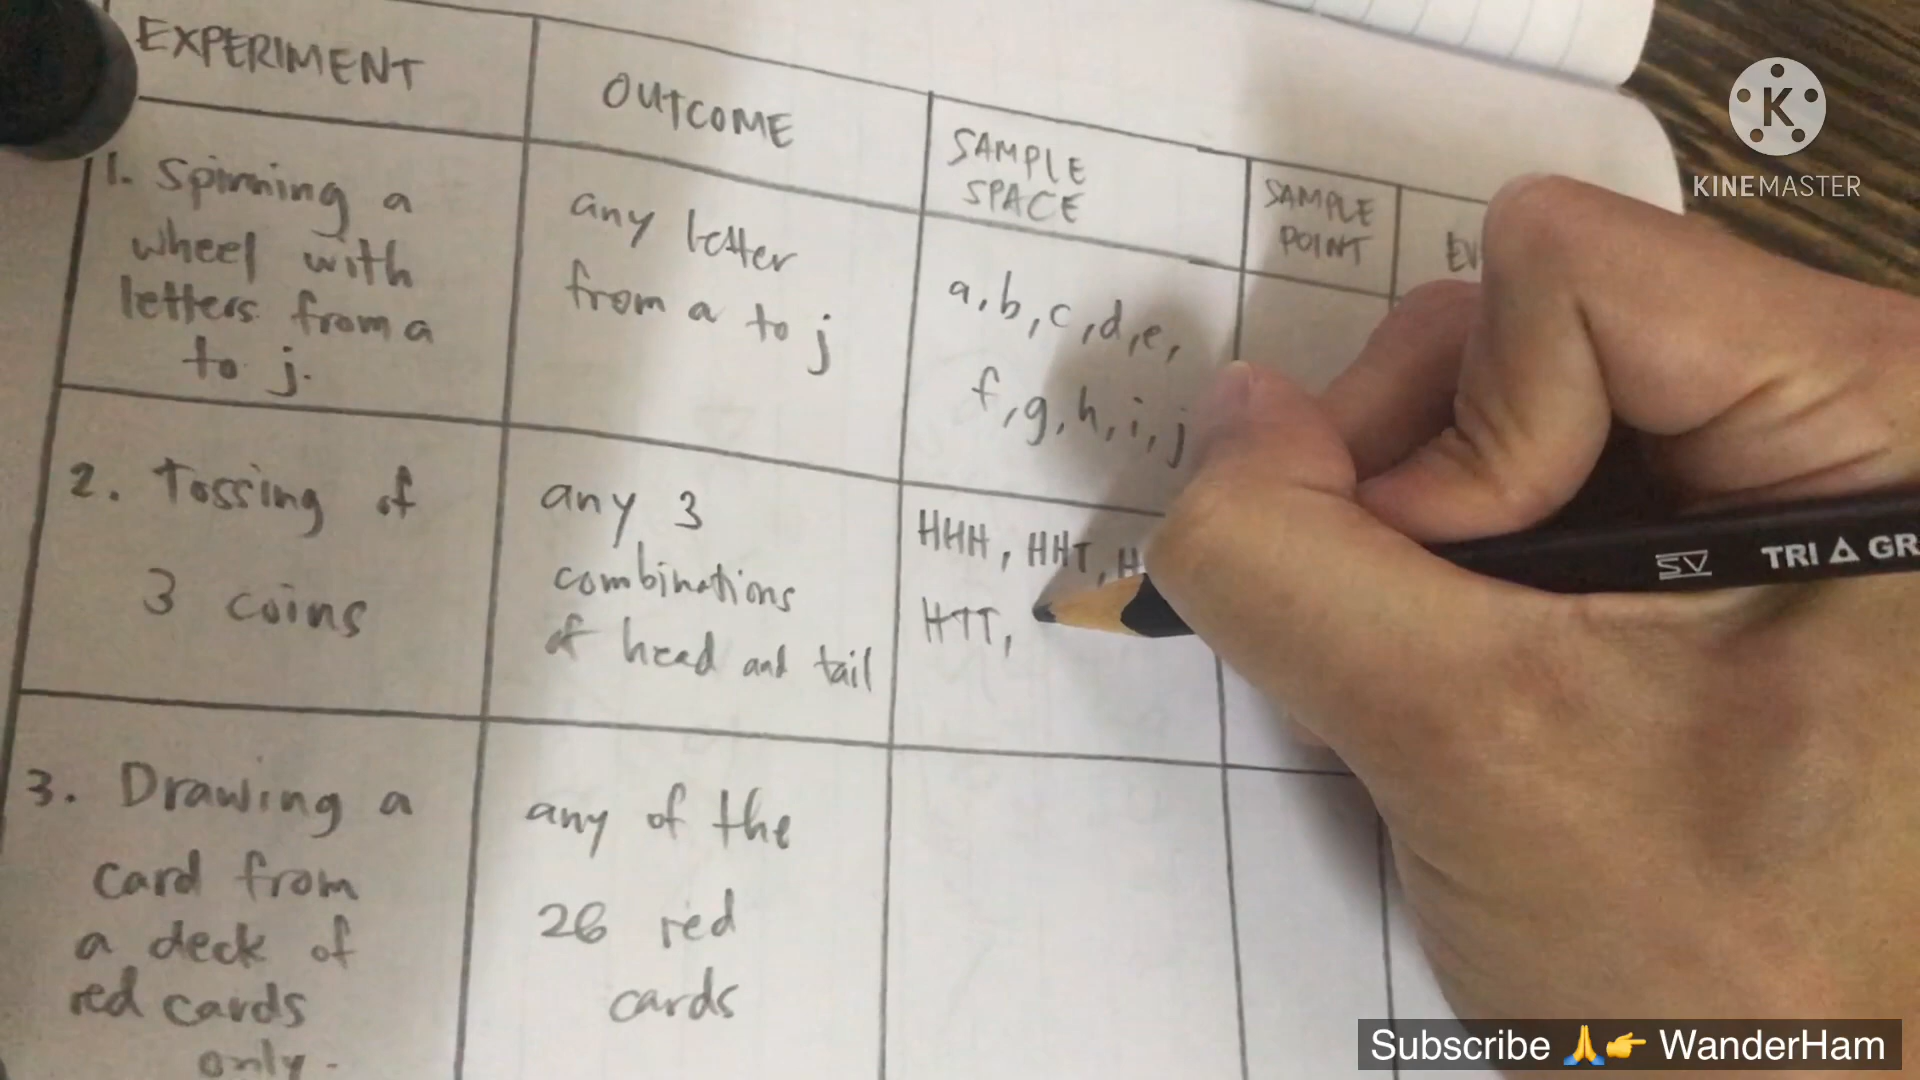 EXPERIMENT
OUTCOME
SAMPLE
SPACE
SAMPLE
POINT
1. Spinning a
wheel with
letters from a
to j.
any letter
from a to j
a, b, c, d, e,
f, g, h, i, j
2. Tossing of
3 coins
any 3
combinations
of head and tail
HHH, HHT,
HTT,
3. Drawing a
card from
a deck of
red cards
only.
any of the
26 red
cards
K
KINEMASTER
SV TRI GR
Subscribe 🙏👉 WanderHam